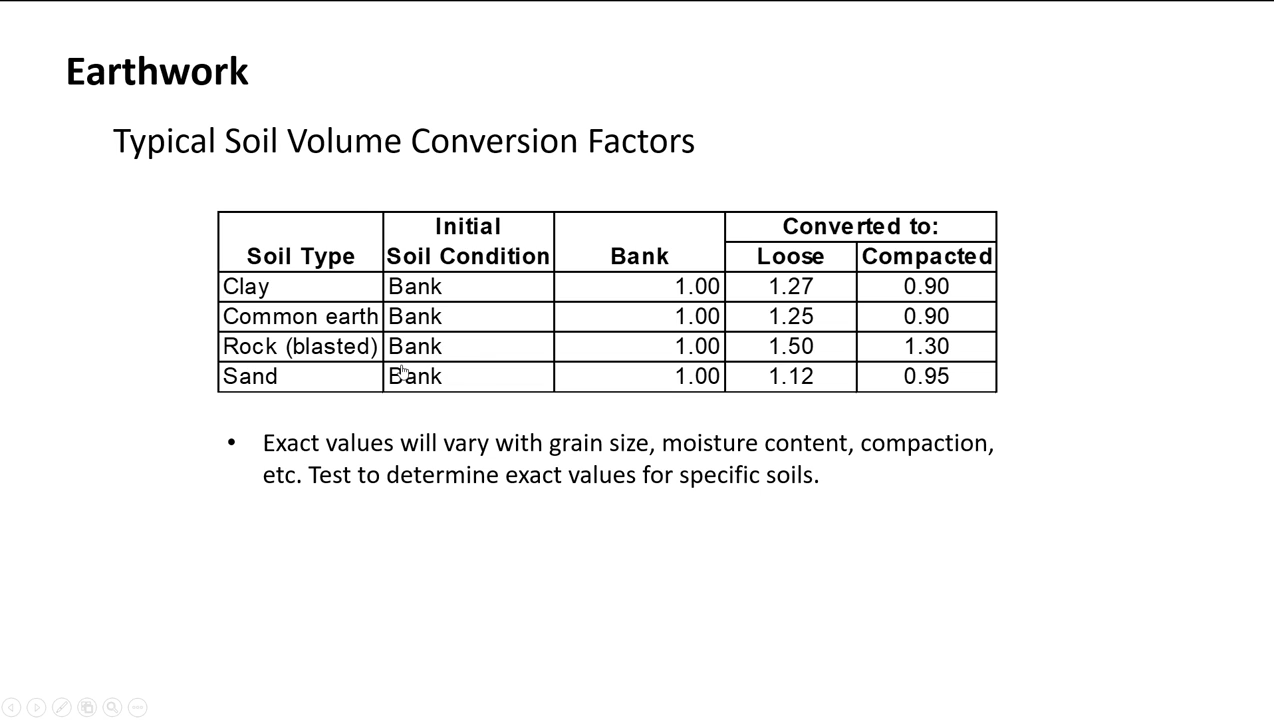 Earthwork
Typical Soil Volume Conversion Factors
Initial Converted to:
Soil Type Soil Condition Bank Loose Compacted
Clay Bank 1.00 1.27 0.90
Common earth Bank 1.00 1.25 0.90
Rock (blasted) Bank 1.00 1.50 1.30
Sand Bank 1.00 1.12 0.95
• Exact values will vary with grain size, moisture content, compaction,
etc. Test to determine exact values for specific soils.